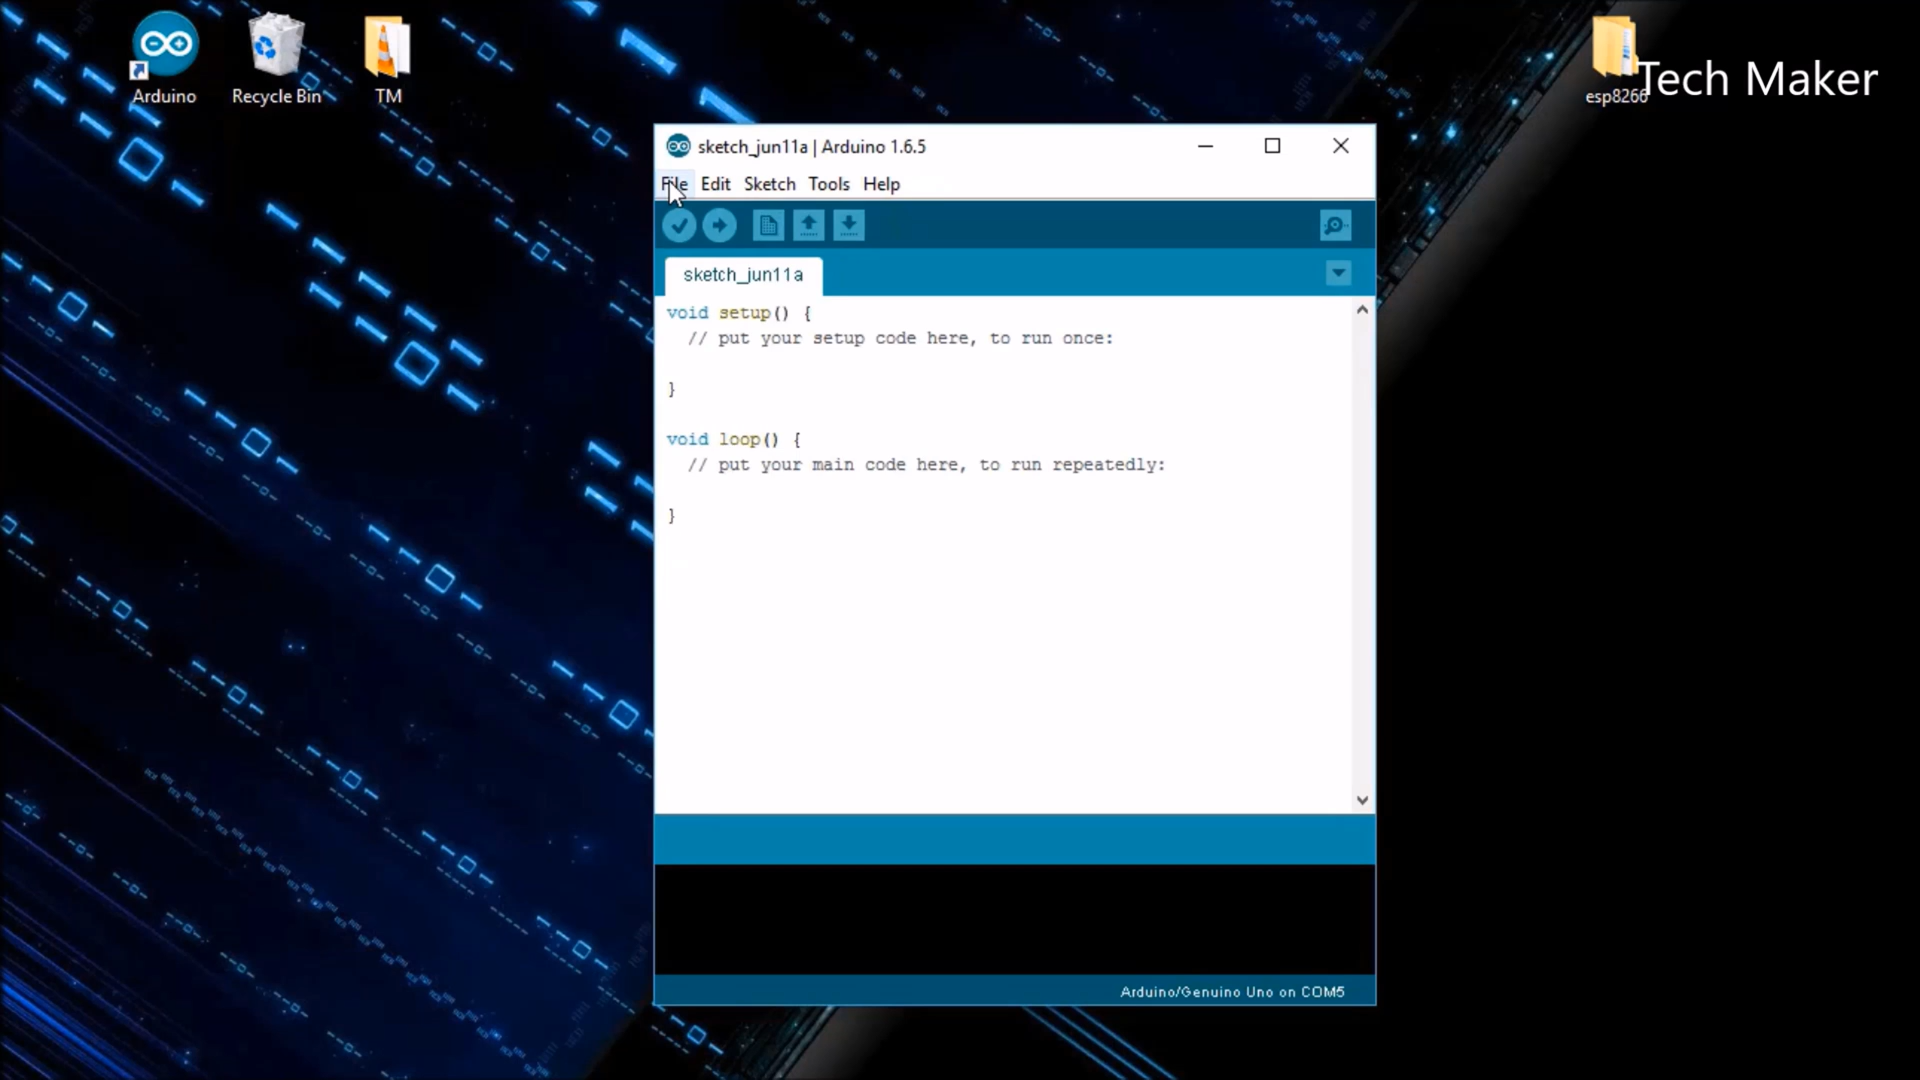 Arduino
Recycle Bin
TM
esp8266
Tech Maker
sketch_jun11a | Arduino 1.6.5
File Edit Sketch Tools Help
sketch_jun11a
void setup() {
// put your setup code here, to run once:
}
void loop() {
// put your main code here, to run repeatedly:
}
Arduino/Genuino Uno on COM5